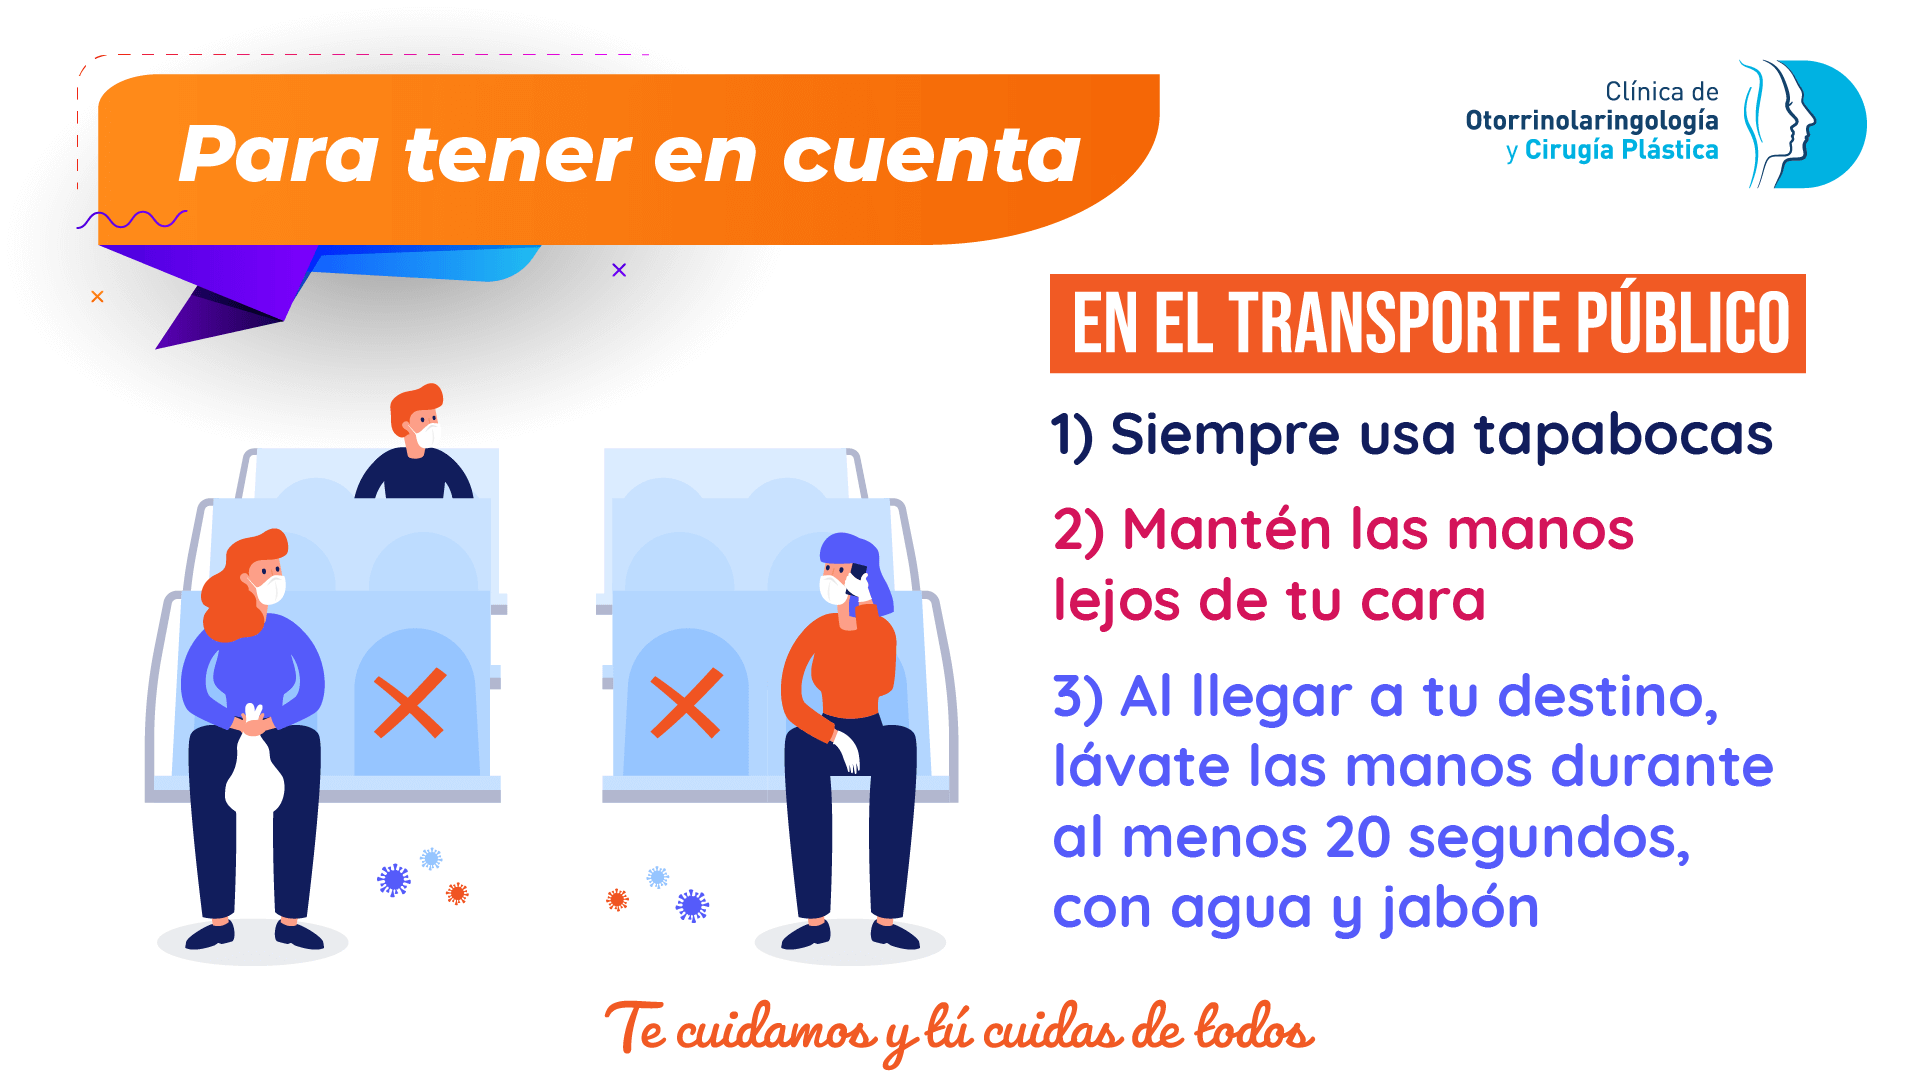 Para tener en cuenta
Clínica de
Otorrinolaringología
y Cirugía Plástica
EN EL TRANSPORTE PÚBLICO
1) Siempre usa tapabocas
2) Mantén las manos
lejos de tu cara
3) Al llegar a tu destino,
lávate las manos durante
al menos 20 segundos,
con agua y jabón
Te cuidamos y tú cuidas de todos